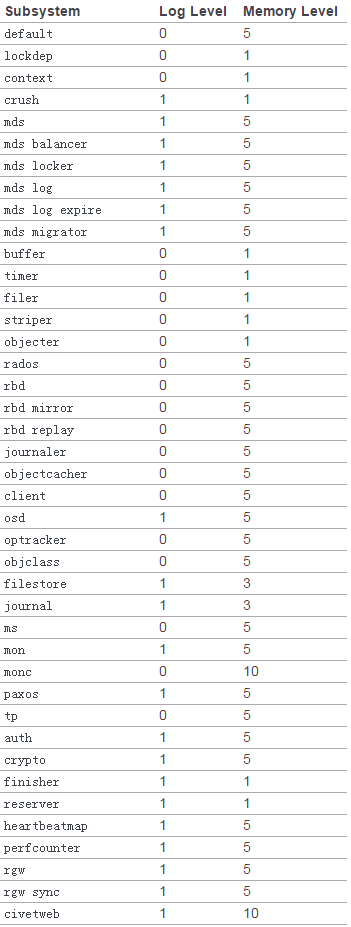 Subsystem Log Level Memory Level
default 0 5
lockdep 0 1
context 0 1
crush 1 1
mds 1 5
mds balancer 1 5
mds locker 1 5
mds log 1 5
mds log expire 1 5
mds migrator 1 5
buffer 0 1
timer 0 1
filer 0 1
striper 0 1
objecter 0 1
rados 0 5
rbd 0 5
rbd mirror 0 5
rbd replay 0 5
journaler 0 5
objectcacher 0 5
client 0 5
osd 1 5
optracker 0 5
objclass 0 5
filestore 1 3
journal 1 3
ms 0 5
mon 1 5
monc 0 10
paxos 1 5
tp 0 5
auth 1 5
crypto 1 5
finisher 1 1
reserver 1 1
heartbeatmap 1 5
perfcounter 1 5
rgw 1 5
rgw sync 1 5
civetweb 1 10